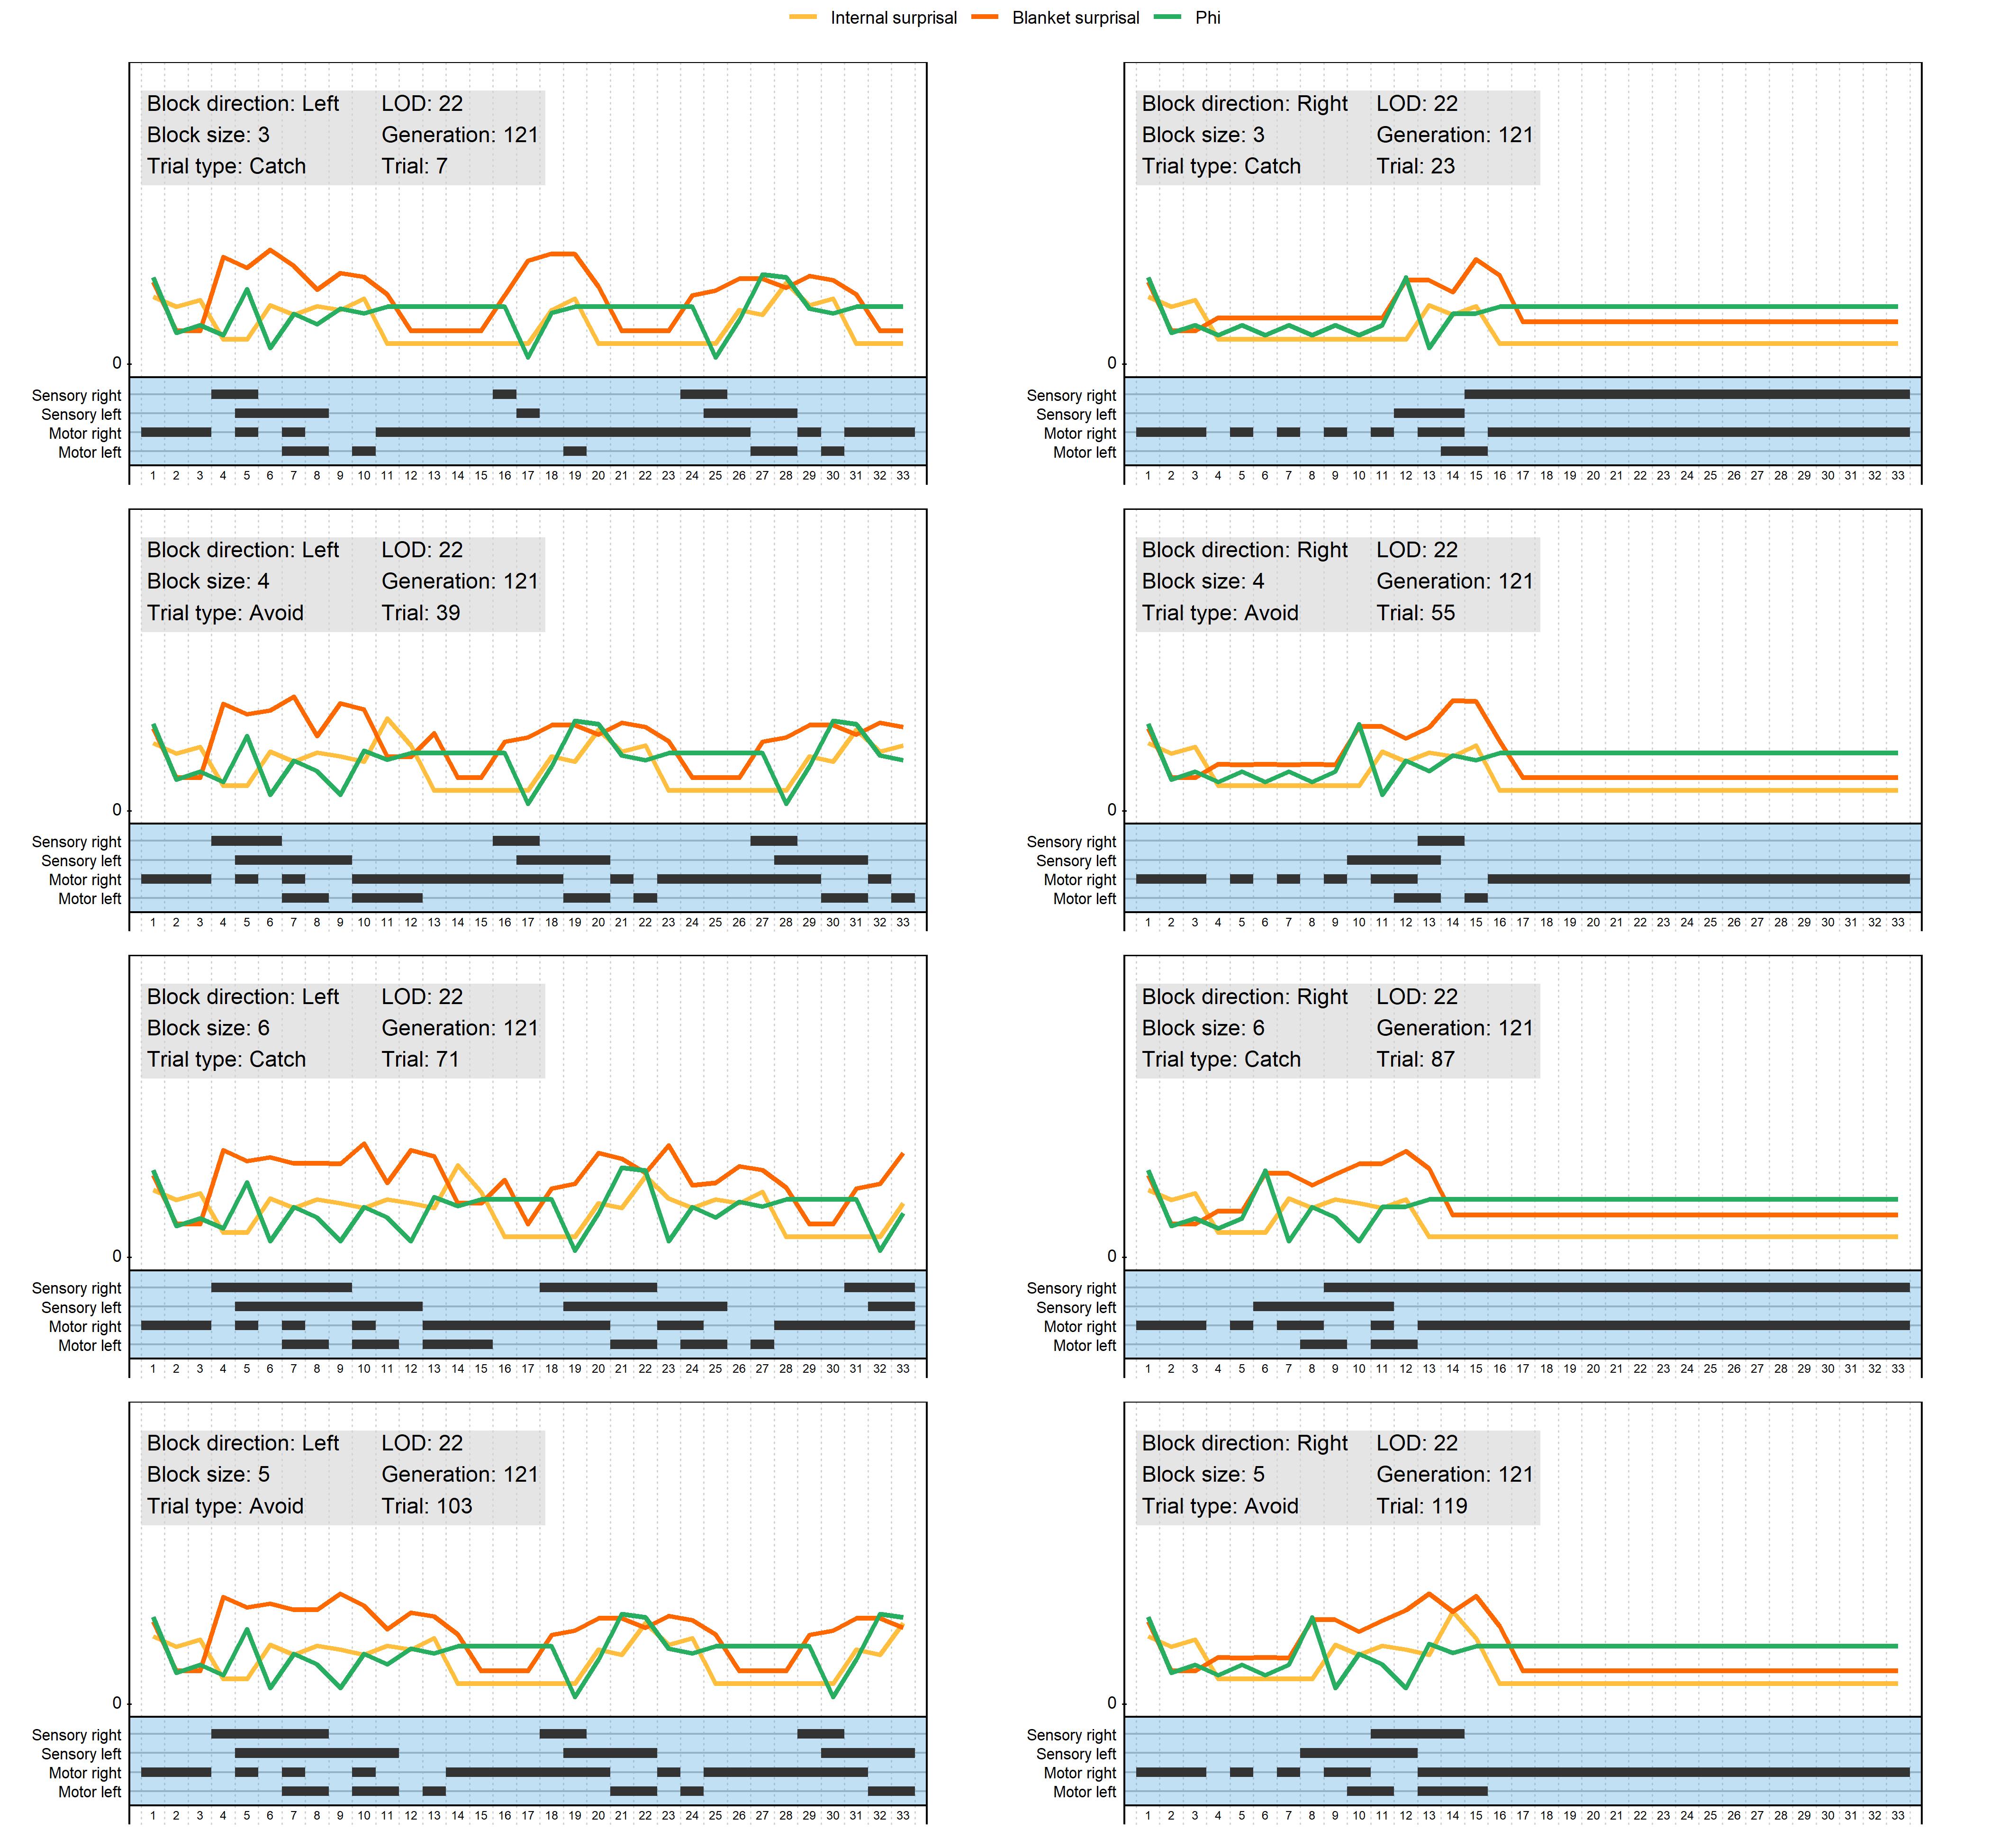 Internal surprisal Blanket surprisal Phi
Block direction: Left LOD: 22
Block size: 3 Generation: 121
Trial type: Catch Trial: 7
0
Sensory right
Sensory left
Motor right
Motor left
1 2 3 4 5 6 7 8 9 10 11 12 13 14 15 16 17 18 19 20 21 22 23 24 25 26 27 28 29 30 31 32 33
Block direction: Right LOD: 22
Block size: 3 Generation: 121
Trial type: Catch Trial: 23
0
Sensory right
Sensory left
Motor right
Motor left
1 2 3 4 5 6 7 8 9 10 11 12 13 14 15 16 17 18 19 20 21 22 23 24 25 26 27 28 29 30 31 32 33
Block direction: Left LOD: 22
Block size: 4 Generation: 121
Trial type: Avoid Trial: 39
0
Sensory right
Sensory left
Motor right
Motor left
1 2 3 4 5 6 7 8 9 10 11 12 13 14 15 16 17 18 19 20 21 22 23 24 25 26 27 28 29 30 31 32 33
Block direction: Right LOD: 22
Block size: 4 Generation: 121
Trial type: Avoid Trial: 55
0
Sensory right
Sensory left
Motor right
Motor left
1 2 3 4 5 6 7 8 9 10 11 12 13 14 15 16 17 18 19 20 21 22 23 24 25 26 27 28 29 30 31 32 33
Block direction: Left LOD: 22
Block size: 6 Generation: 121
Trial type: Catch Trial: 71
0
Sensory right
Sensory left
Motor right
Motor left
1 2 3 4 5 6 7 8 9 10 11 12 13 14 15 16 17 18 19 20 21 22 23 24 25 26 27 28 29 30 31 32 33
Block direction: Right LOD: 22
Block size: 6 Generation: 121
Trial type: Catch Trial: 87
0
Sensory right
Sensory left
Motor right
Motor left
1 2 3 4 5 6 7 8 9 10 11 12 13 14 15 16 17 18 19 20 21 22 23 24 25 26 27 28 29 30 31 32 33
Block direction: Left LOD: 22
Block size: 5 Generation: 121
Trial type: Avoid Trial: 103
0
Sensory right
Sensory left
Motor right
Motor left
1 2 3 4 5 6 7 8 9 10 11 12 13 14 15 16 17 18 19 20 21 22 23 24 25 26 27 28 29 30 31 32 33
Block direction: Right LOD: 22
Block size: 5 Generation: 121
Trial type: Avoid Trial: 119
0
Sensory right
Sensory left
Motor right
Motor left
1 2 3 4 5 6 7 8 9 10 11 12 13 14 15 16 17 18 19 20 21 22 23 24 25 26 27 28 29 30 31 32 33